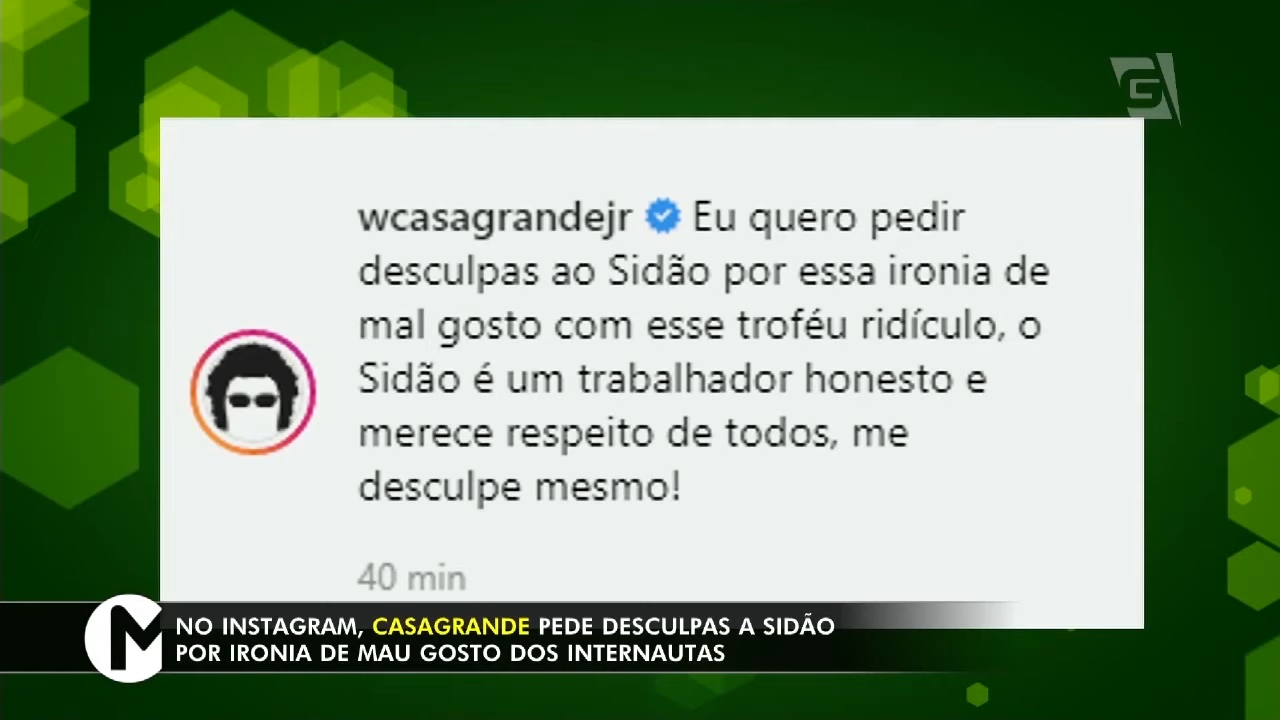 wcasagrandejr Eu quero pedir
desculpas ao Sidão por essa ironia de
mal gosto com esse troféu ridículo, o
Sidão é um trabalhador honesto e
merece respeito de todos, me
desculpe mesmo!
40 min
NO INSTAGRAM, CASAGRANDE PEDE DESCULPAS A SIDÃO
POR IRONIA DE MAU GOSTO DOS INTERNAUTAS